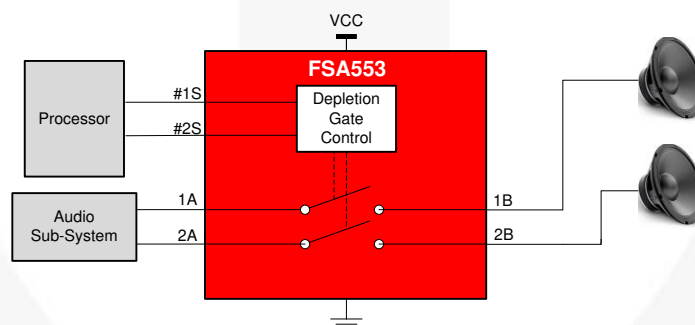 VCC
FSA553
Processor
#1S
#2S
Depletion
Gate
Control
Audio
Sub-System
1A
2A
1B
2B